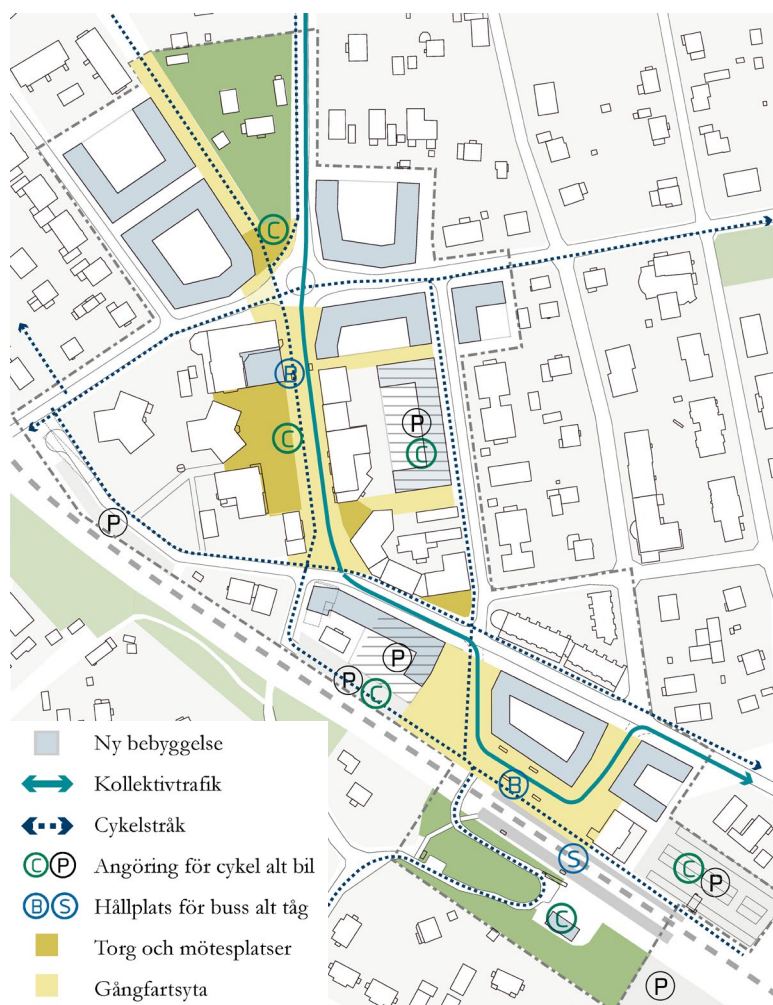 C
B
P
C
C
P
P
P
C
B
S
C
P
C
P
Ny bebyggelse
Kollektivtrafik
Cykelstråk
C P Angöring för cykel alt bil
B S Hållplats för buss alt tåg
Torg och mötesplatser
Gångfartsyta